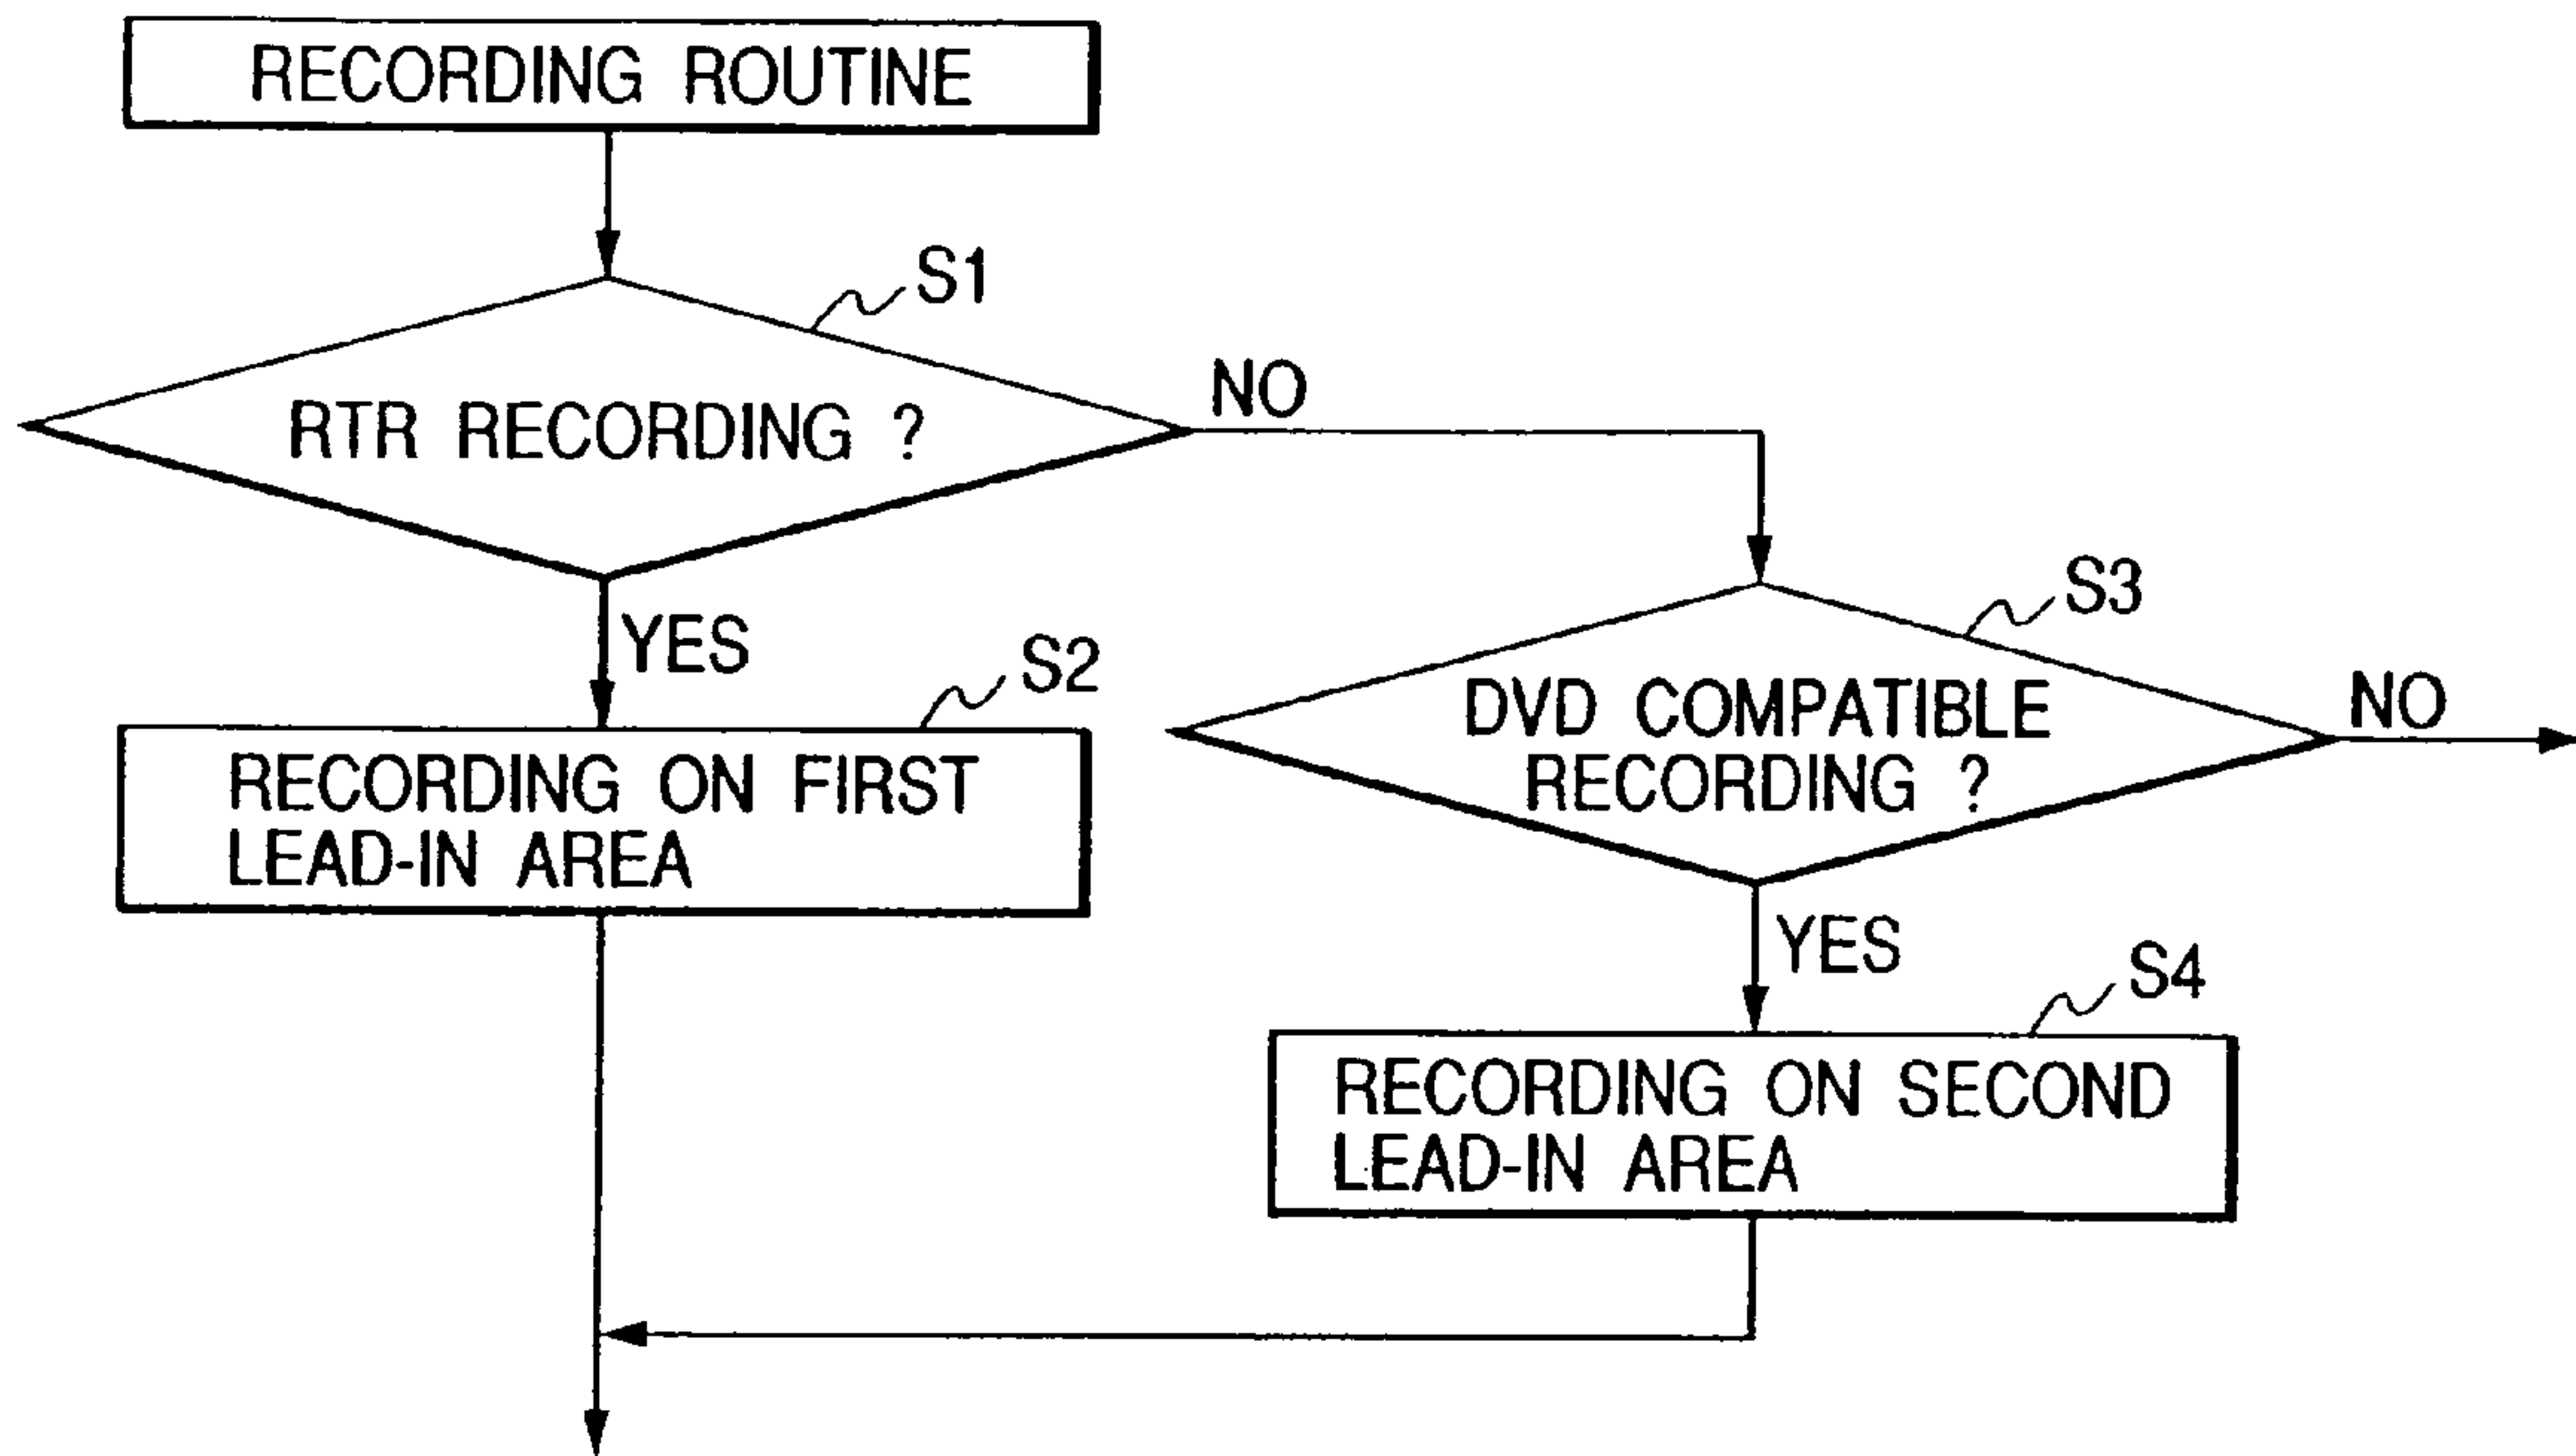 RECORDING ROUTINE
S1
RTR RECORDING ?
NO
YES
S2
RECORDING ON FIRST
LEAD-IN AREA
S3
DVD COMPATIBLE
RECORDING ?
NO
YES
S4
RECORDING ON SECOND
LEAD-IN AREA